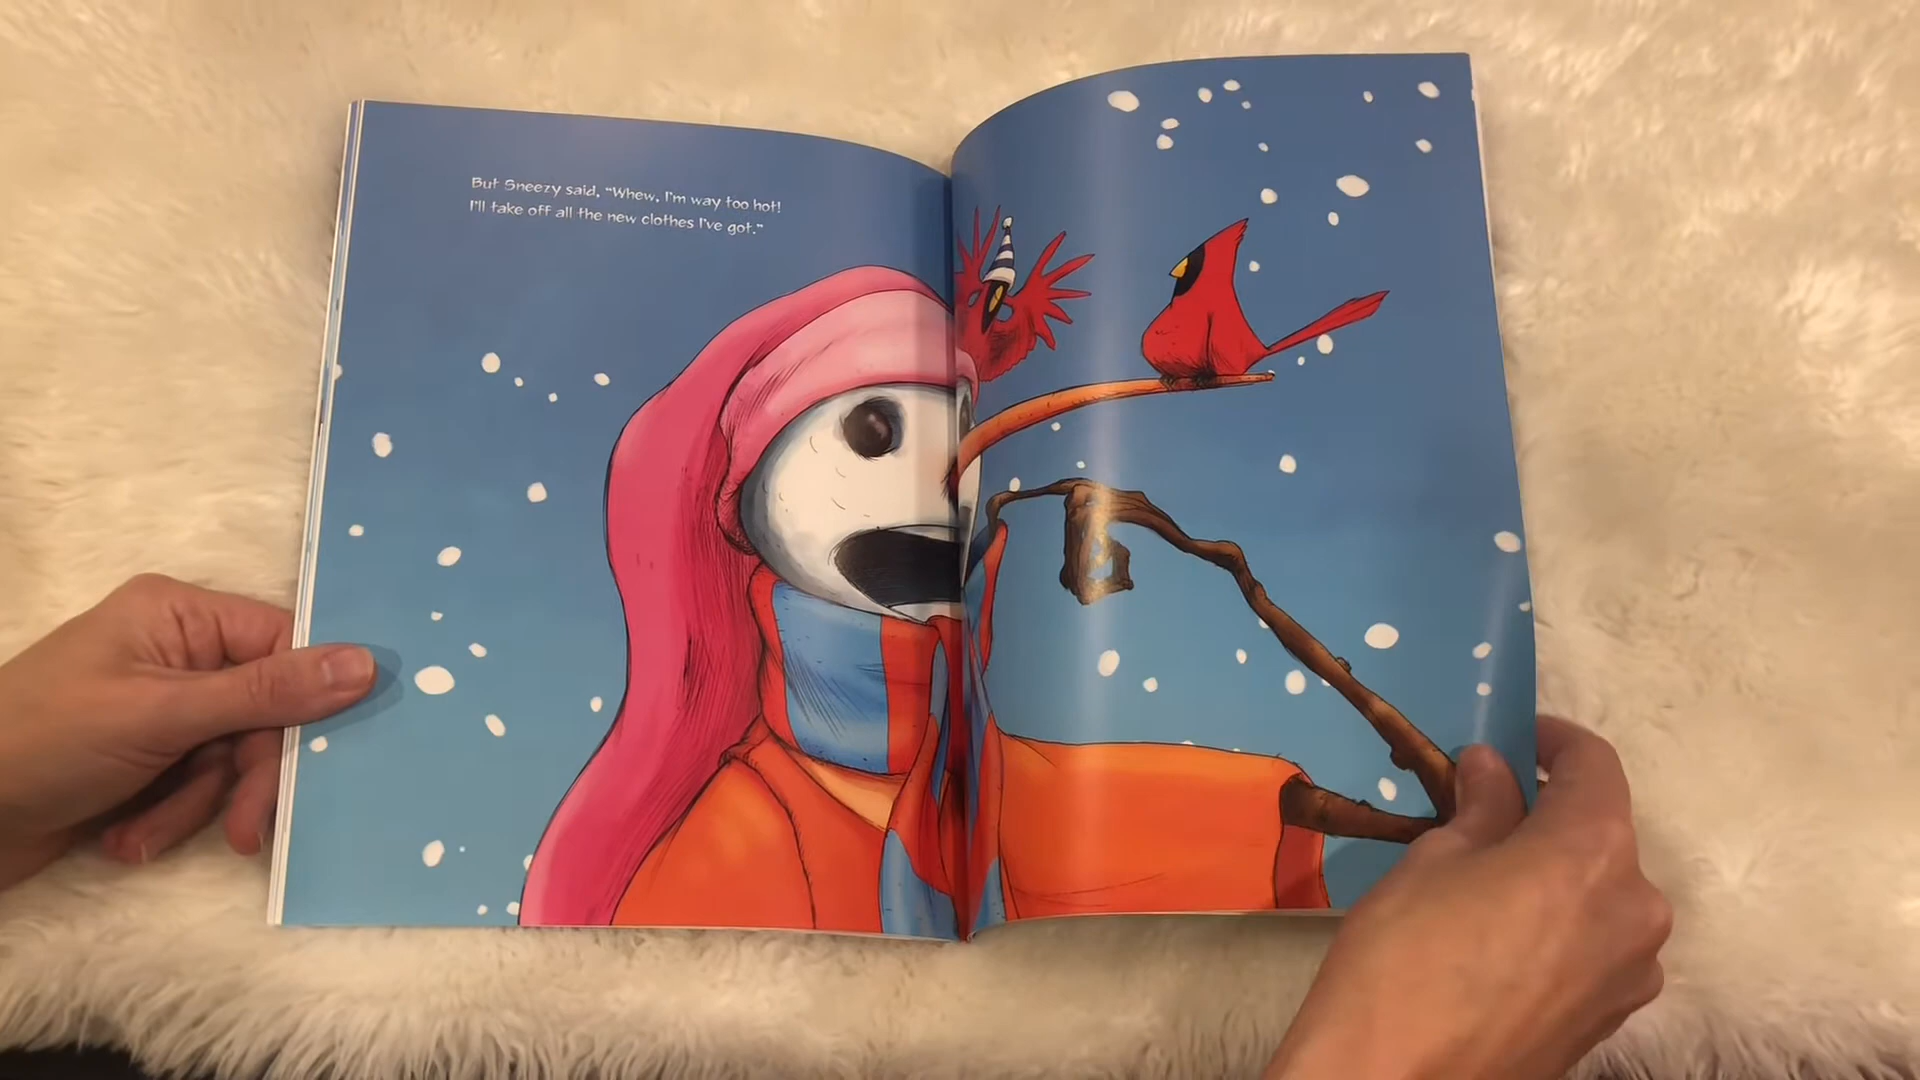 But Sneezy said, "Whew, I'm way too hot!
I'll take off all the new clothes I've got."